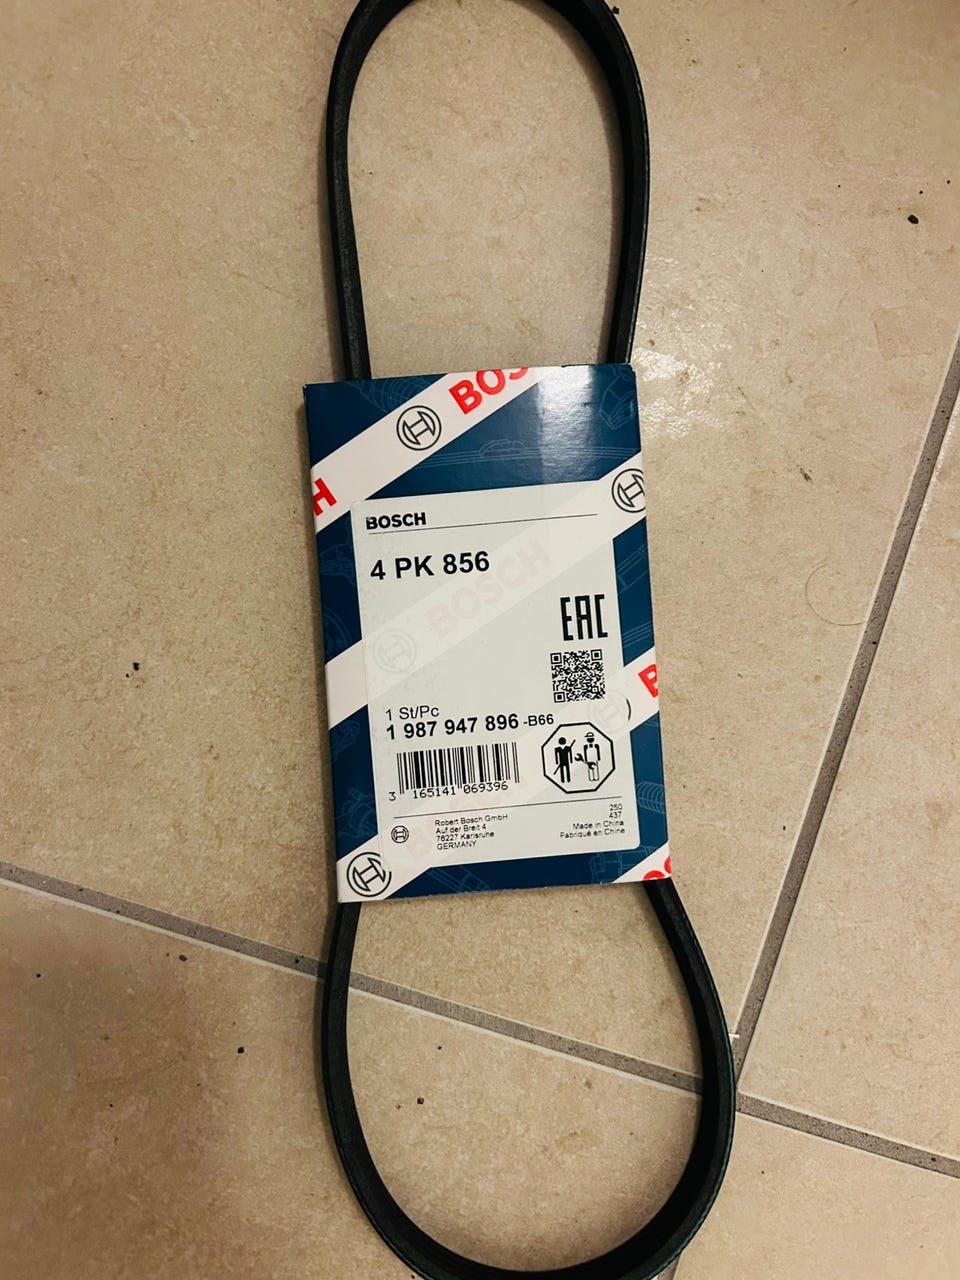 BOSCH
BOSCH
4 PK 856
BOSCH
EAC
1 St/Pc
1 987 947 896 -B66
3 165141 069396
Robert Bosch GmbH
Auf der Breit 4
76227 Karlsruhe
GERMANY
250
437
Made in China
Fabriqué en Chine